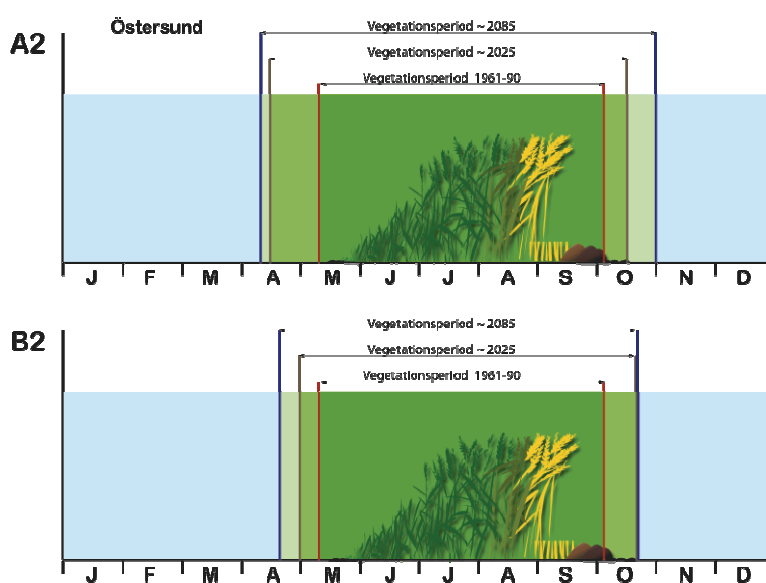 Östersund
A2
Vegetationsperiod ~ 2085
Vegetationsperiod ~ 2025
Vegetationsperiod 1961-90
J F M A M J J A S O N D
B2
Vegetationsperiod ~ 2085
Vegetationsperiod ~ 2025
Vegetationsperiod 1961-90
J F M A M J J A S O N D